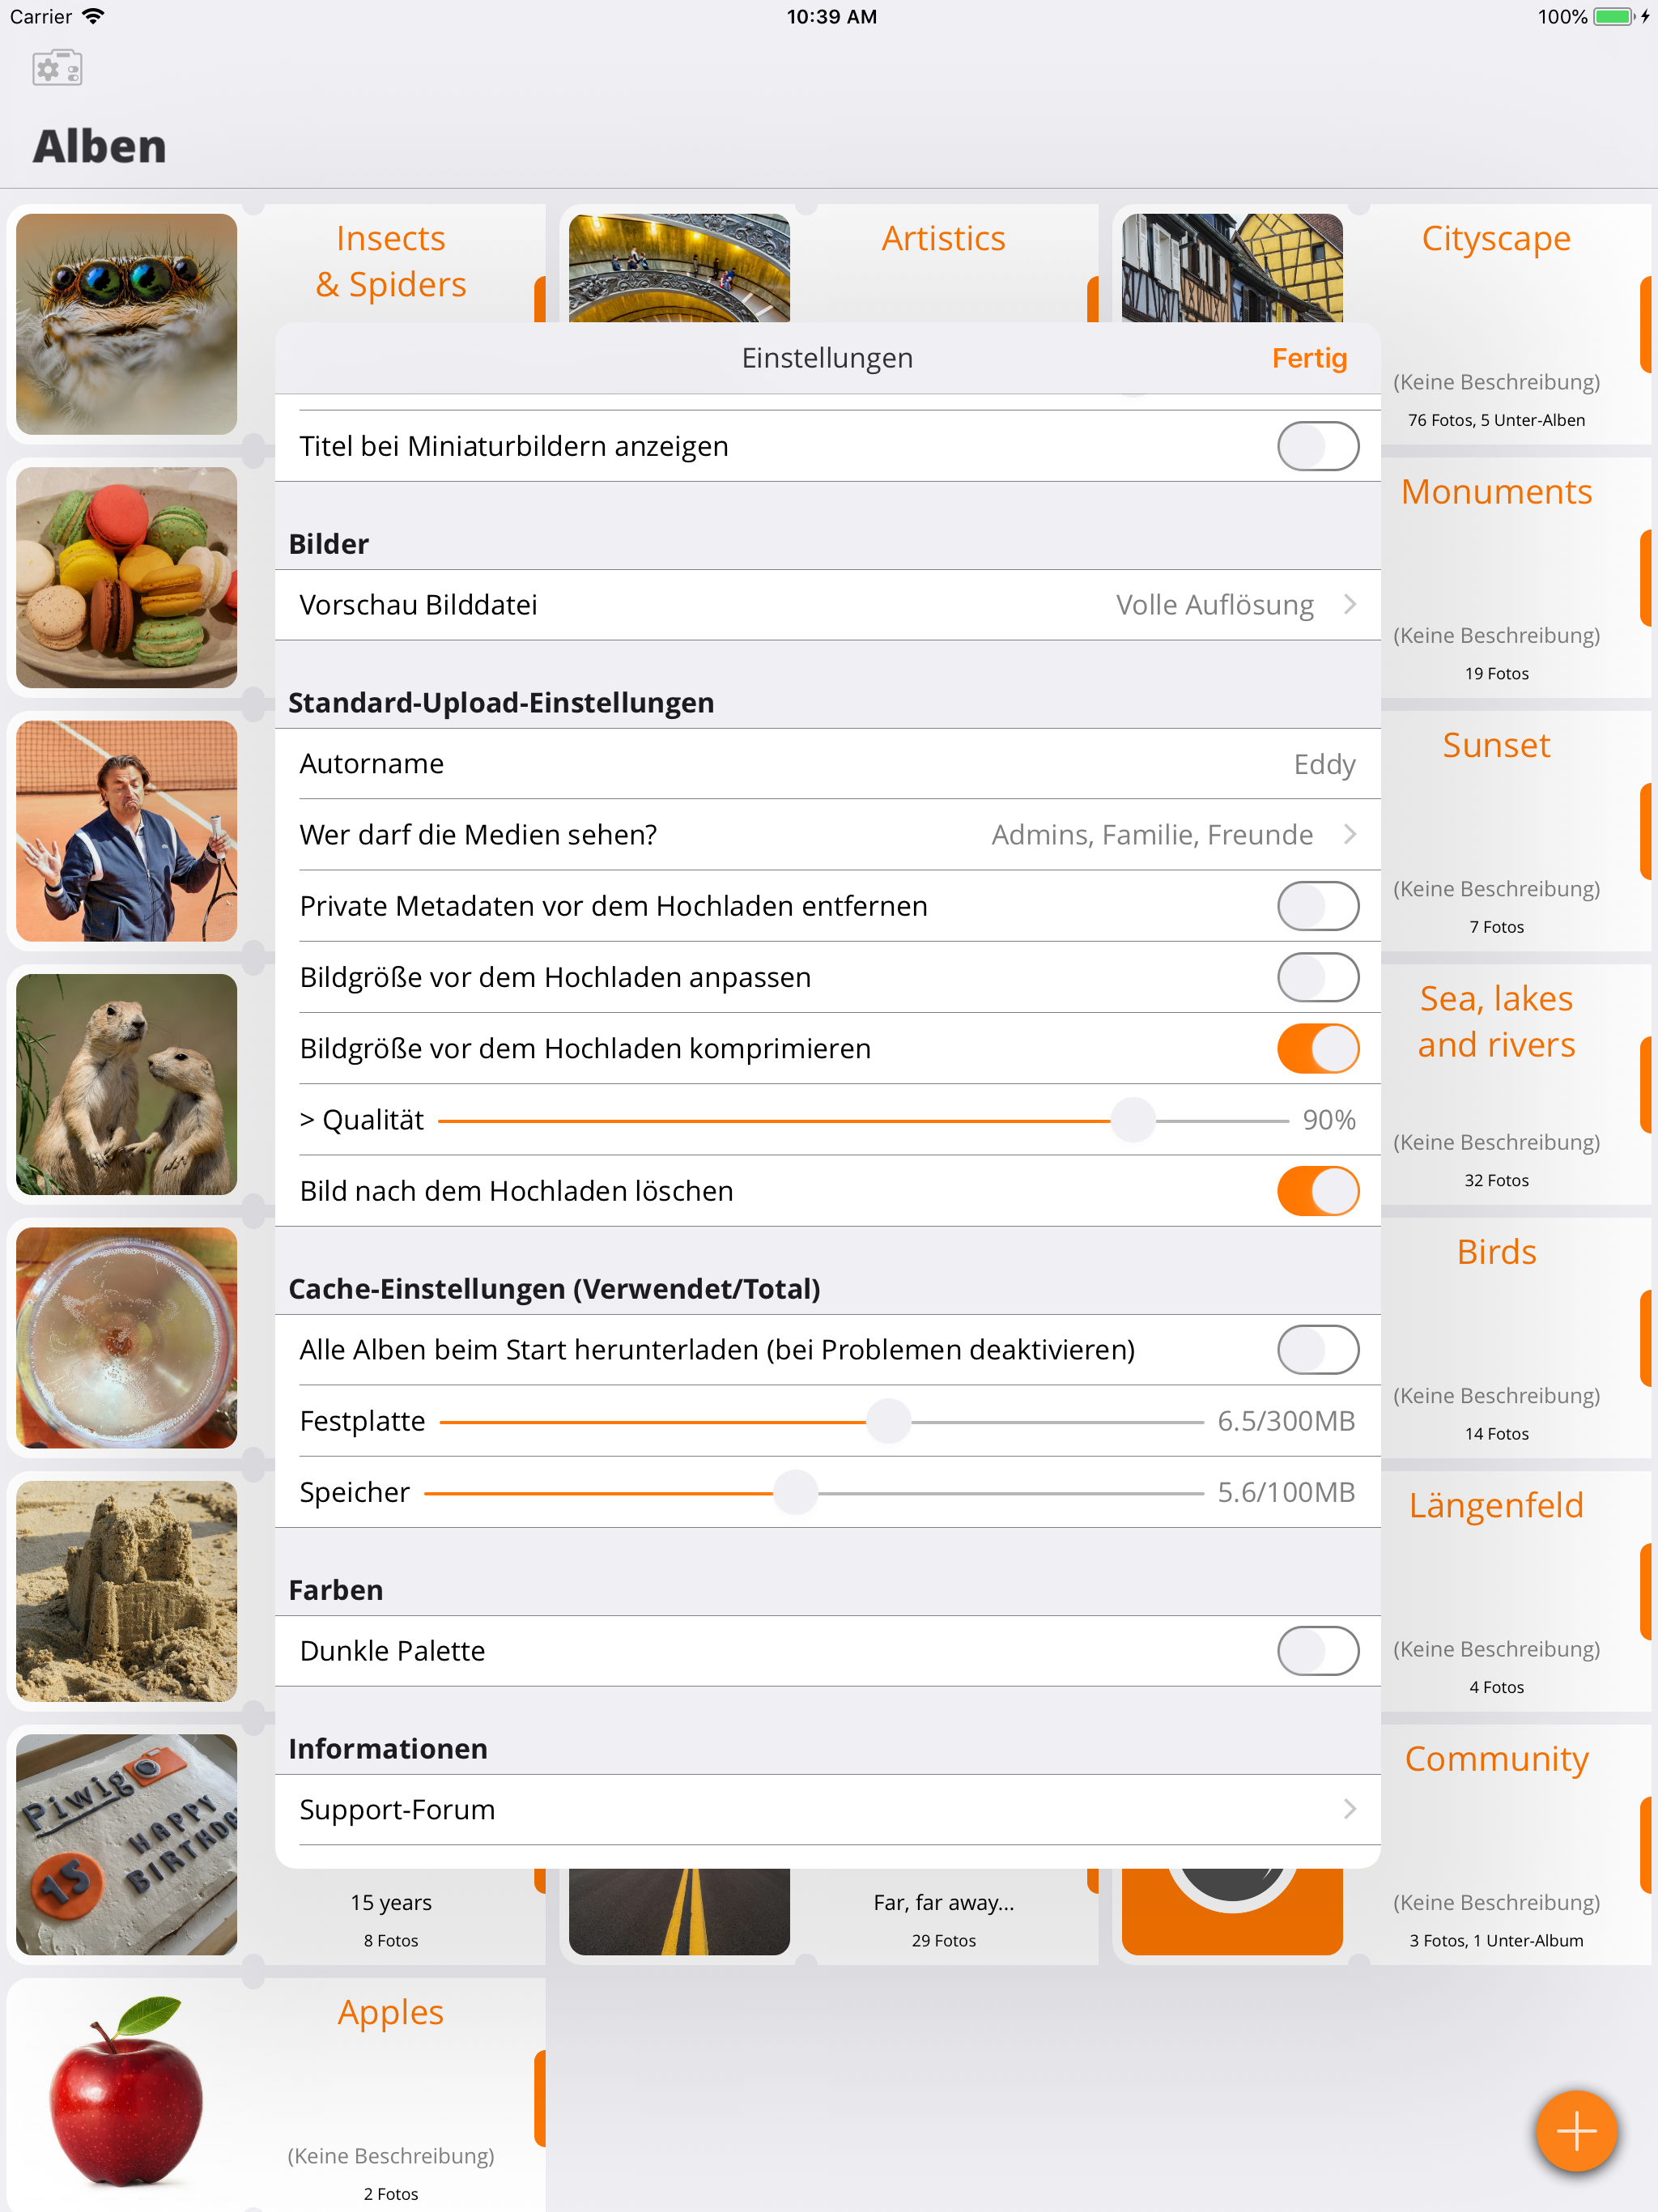 Carrier
10:39 AM
100%
Alben
Insects
& Spiders
Artistics
Cityscape
(Keine Beschreibung)
76 Fotos, 5 Unter-Alben
Einstellungen
Fertig
Titel bei Miniaturbildern anzeigen
Bilder
Vorschau Bilddatei
Volle Auflösung
Standard-Upload-Einstellungen
Autorname
Eddy
Wer darf die Medien sehen?
Admins, Familie, Freunde
Private Metadaten vor dem Hochladen entfernen
Bildgröße vor dem Hochladen anpassen
Bildgröße vor dem Hochladen komprimieren
> Qualität
90%
Bild nach dem Hochladen löschen
Cache-Einstellungen (Verwendet/Total)
Alle Alben beim Start herunterladen (bei Problemen deaktivieren)
Festplatte
6.5/300MB
Speicher
5.6/100MB
Farben
Dunkle Palette
Informationen
Support-Forum
Monuments
(Keine Beschreibung)
19 Fotos
Sunset
(Keine Beschreibung)
7 Fotos
Sea, lakes
and rivers
(Keine Beschreibung)
32 Fotos
Birds
(Keine Beschreibung)
14 Fotos
Längenfeld
(Keine Beschreibung)
4 Fotos
Piwigo
HAPPY
15
15 years
8 Fotos
Far, far away...
29 Fotos
Community
(Keine Beschreibung)
3 Fotos, 1 Unter-Album
Apples
(Keine Beschreibung)
2 Fotos